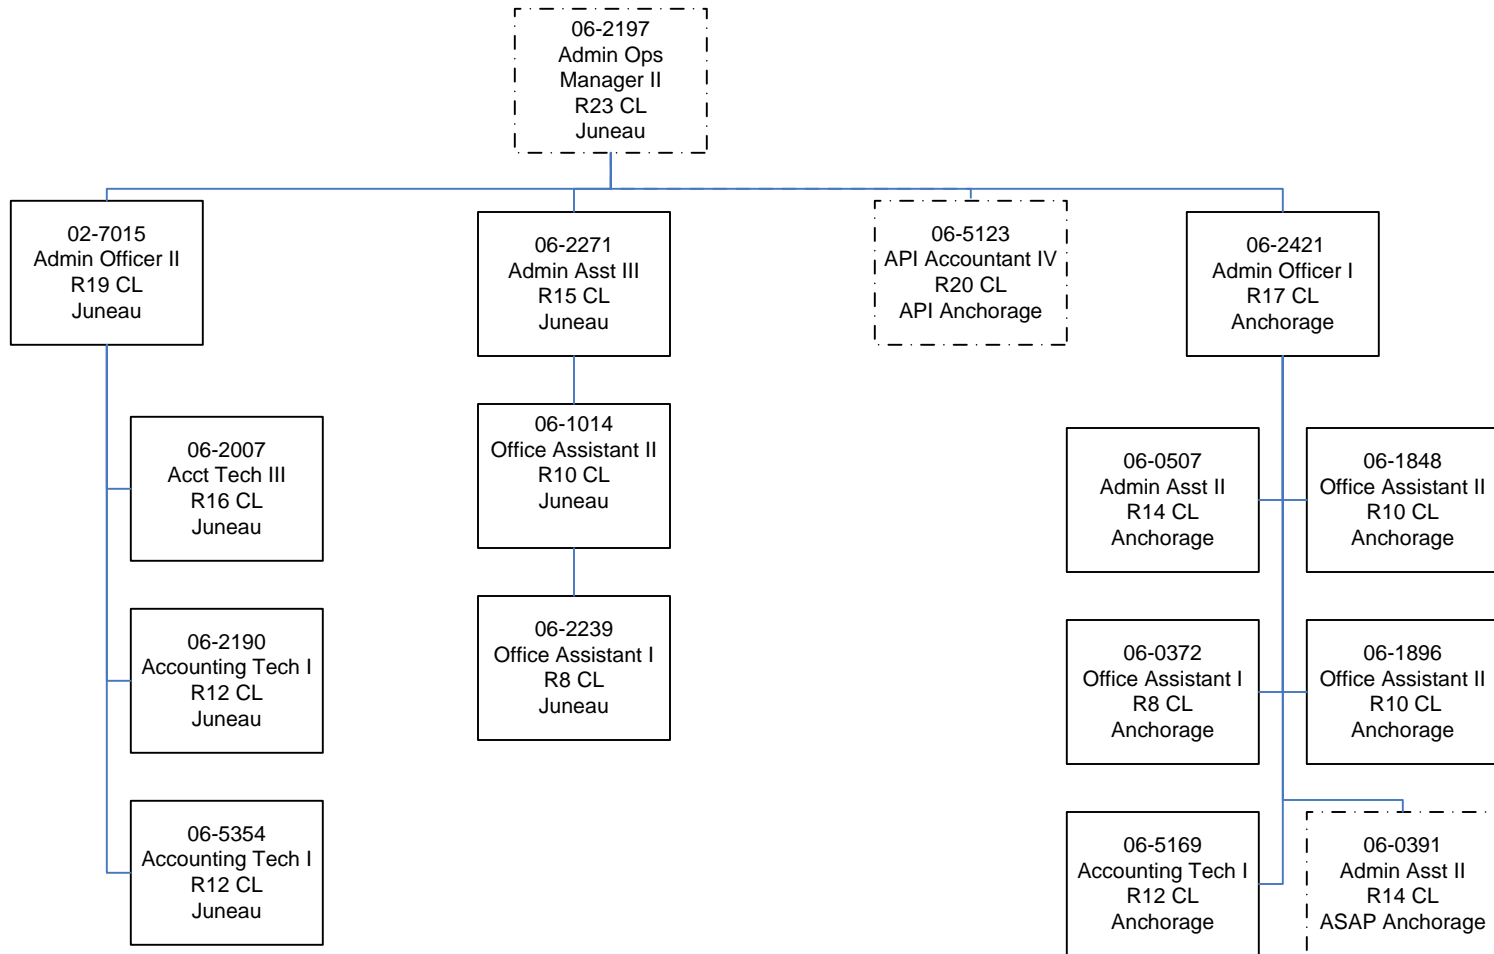 06-2197
Admin Ops
Manager II
R23 CL
Juneau
02-7015
Admin Officer II
R19 CL
Juneau
06-2271
Admin Asst III
R15 CL
Juneau
06-5123
API Accountant IV
R20 CL
API Anchorage
06-2421
Admin Officer I
R17 CL
Anchorage
06-2007
Acct Tech III
R16 CL
Juneau
06-2190
Accounting Tech I
R12 CL
Juneau
06-5354
Accounting Tech I
R12 CL
Juneau
06-1014
Office Assistant II
R10 CL
Juneau
06-2239
Office Assistant I
R8 CL
Juneau
06-0507
Admin Asst II
R14 CL
Anchorage
06-1848
Office Assistant II
R10 CL
Anchorage
06-0372
Office Assistant I
R8 CL
Anchorage
06-1896
Office Assistant II
R10 CL
Anchorage
06-5169
Accounting Tech I
R12 CL
Anchorage
06-0391
Admin Asst II
R14 CL
ASAP Anchorage